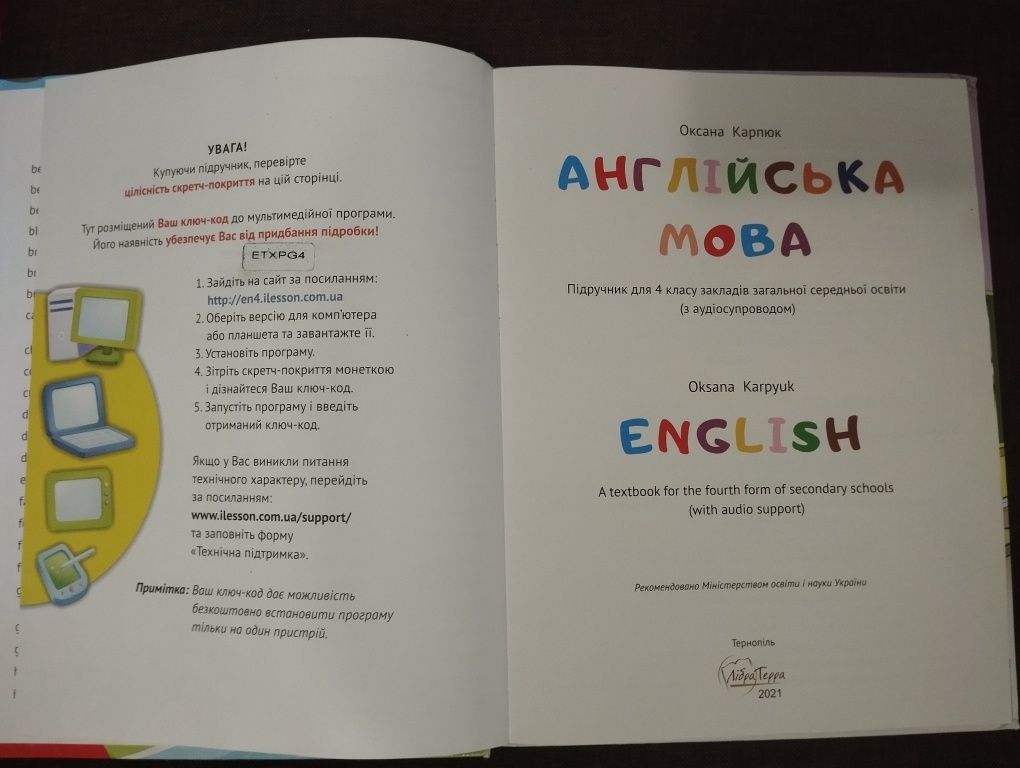 УВАГА!
Купуючи підручник, перевірте
цілісність скретч-покриття на цій сторінці.
Тут розміщений Ваш ключ-код до мультимедійної програми.
Його наявність убезпечує Вас від придбання підробки!
ETXPG4
1. Зайдіть на сайт за посиланням:
http://en4.ilesson.com.ua
2. Оберіть версію для комп'ютера
або планшета та завантажте її.
3. Установіть програму.
4. Зітріть скретч-покриття монеткою
і дізнайтеся Ваш ключ-код.
5. Запустіть програму і введіть
отриманий ключ-код.
Якщо у Вас виникли питання
технічного характеру, перейдіть
за посиланням:
www.ilesson.com.ua/support/
та заповніть форму
«Технічна підтримка».
Примітка: Ваш ключ-код дає можливість
безкоштовно встановити програму
тільки на один пристрій.
Оксана Карпюк
АНГЛІЙСЬКА
МОВА
Підручник для 4 класу закладів загальної середньої освіти
(з аудіосупроводом)
Oksana Karpyuk
ENGLISH
A textbook for the fourth form of secondary schools
(with audio support)
Рекомендовано Міністерством освіти і науки України
Тернопіль
ЛібраТерра
2021